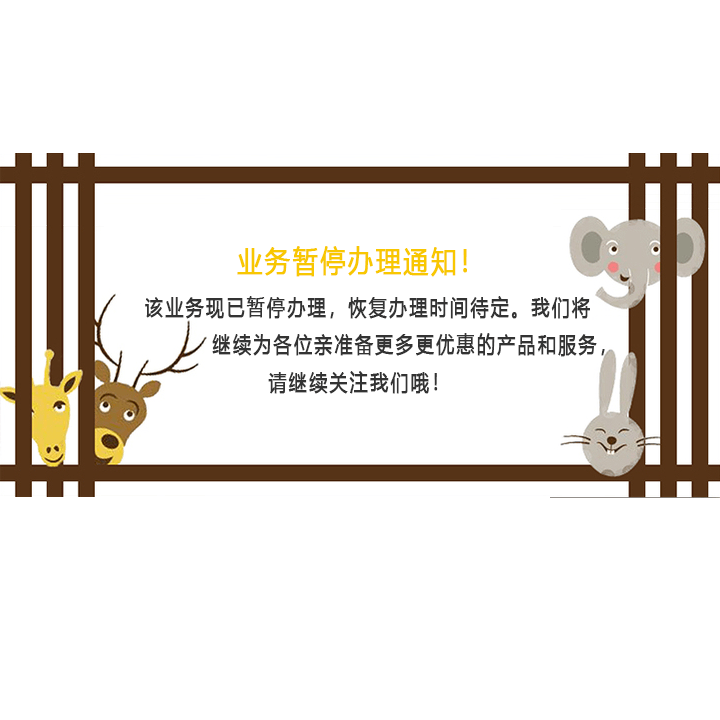 业务暂停办理通知！
该业务现已暂停办理，恢复办理时间待定。我们将
继续为各位亲准备更多更优惠的产品和服务，
请继续关注我们哦！